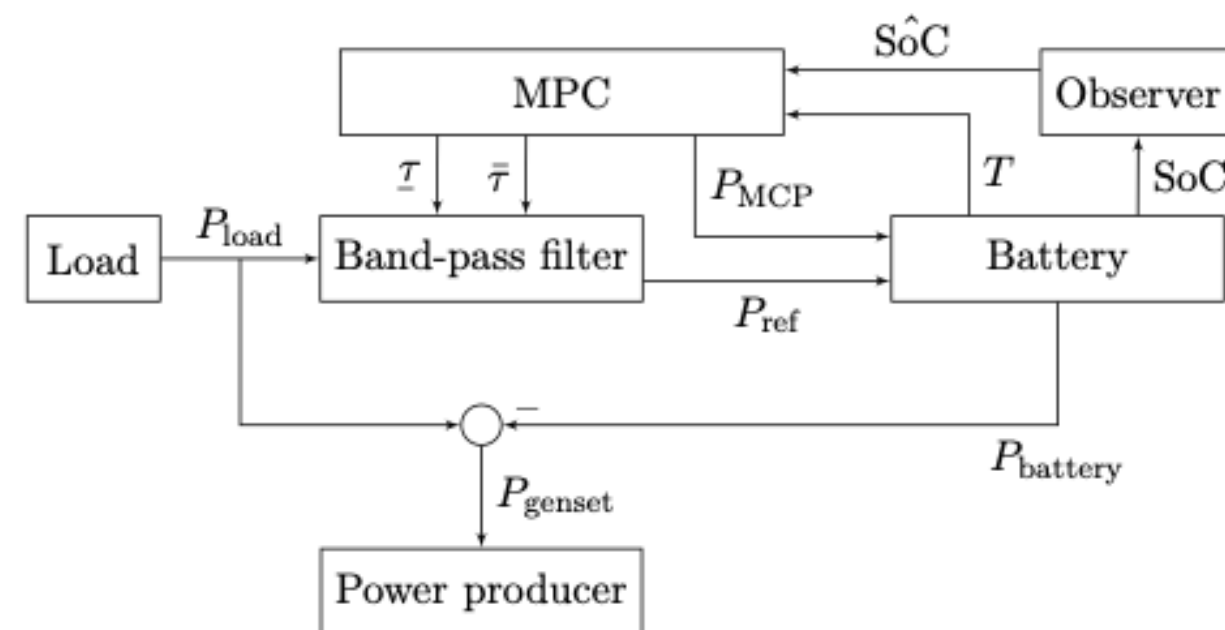 SôC
MPC
Observer
τ̲
τ̿
P_MCP
T
SoC
Load
P_load
Band-pass filter
Battery
P_ref
−
P_battery
P_genset
Power producer